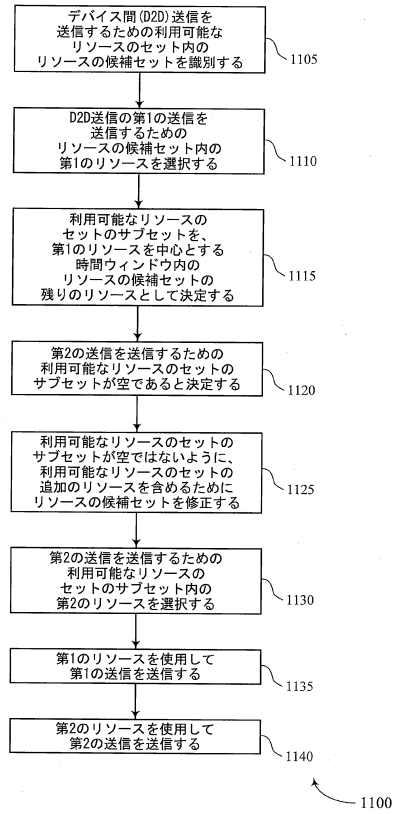 デバイス間(D2D)送信を
送信するための利用可能な
リソースのセット内の
リソースの候補セットを識別する
1105
D2D送信の第1の送信を
送信するための
リソースの候補セット内の
第1のリソースを選択する
1110
利用可能なリソースの
セットのサブセットを、
第1のリソースを中心とする
時間ウィンドウ内の
リソースの候補セットの
残りのリソースとして決定する
1115
第2の送信を送信するための
利用可能なリソースのセットの
サブセットが空であると決定する
1120
利用可能なリソースのセットの
サブセットが空ではないように、
利用可能なリソースのセットの
追加のリソースを含めるために
リソースの候補セットを修正する
1125
第2の送信を送信するための
利用可能なリソースの
セットのサブセット内の
第2のリソースを選択する
1130
第1のリソースを使用して
第1の送信を送信する
1135
第2のリソースを使用して
第2の送信を送信する
1140
1100